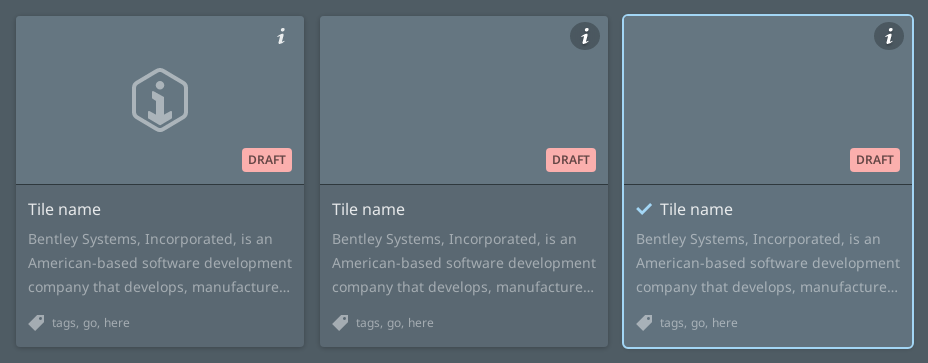 DRAFT
Tile name
Bentley Systems, Incorporated, is an
American-based software development
company that develops, manufacture...
tags, go, here
DRAFT
Tile name
Bentley Systems, Incorporated, is an
American-based software development
company that develops, manufacture...
tags, go, here
DRAFT
Tile name
Bentley Systems, Incorporated, is an
American-based software development
company that develops, manufacture...
tags, go, here